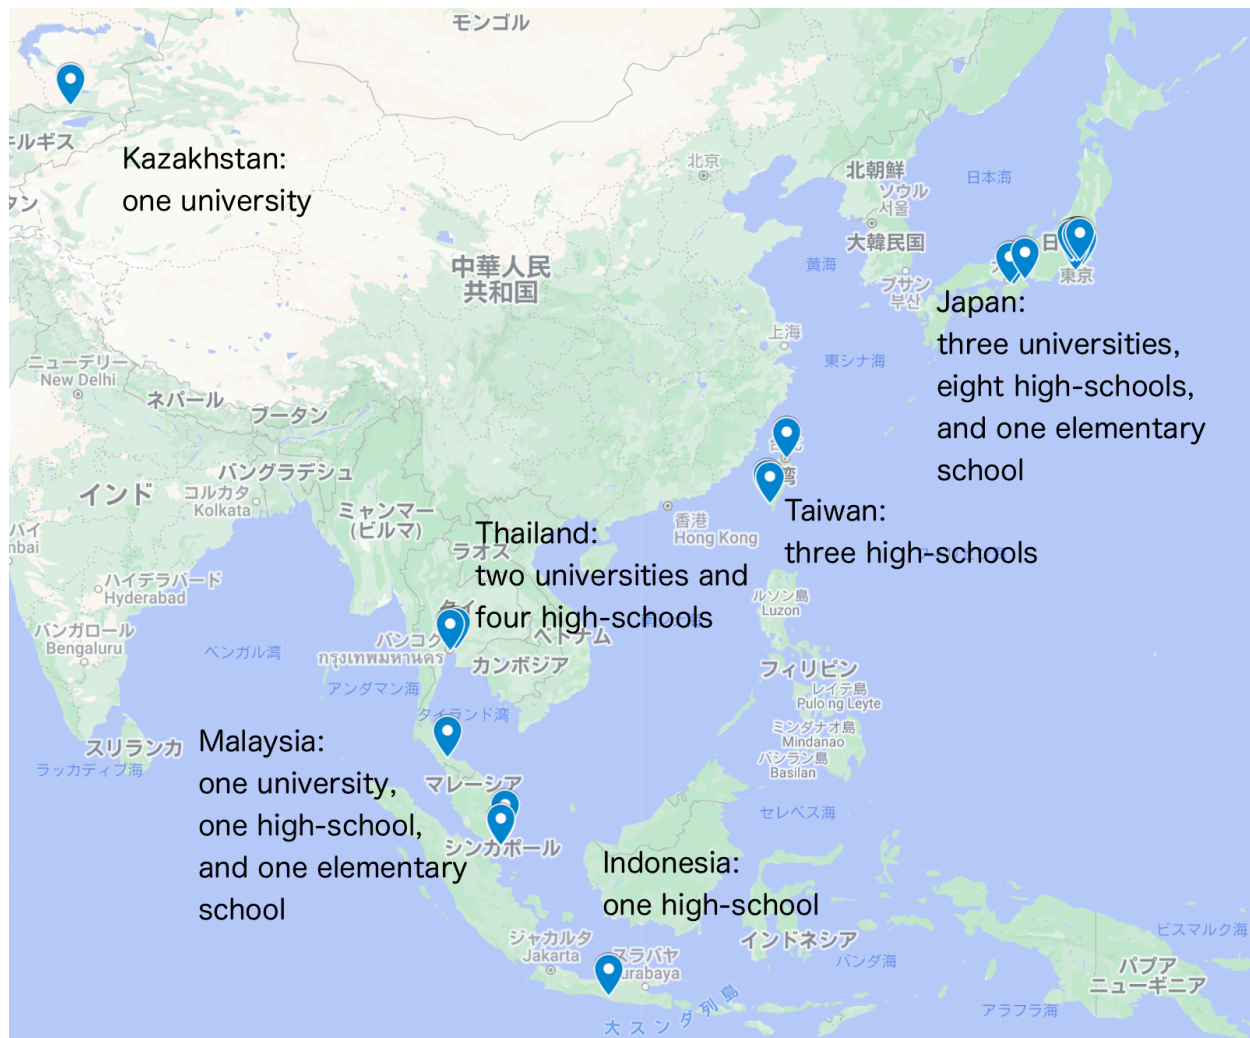 モンゴル
キルギス
Kazakhstan:
one university
タン
北京
北朝鮮
ソウル
서울
日本海
大韓民国
日
東京
黄海
プサン
부산
中華人民
共和国
Japan:
three universities,
eight high-schools,
and one elementary
school
上海
東シナ海
ニューデリー
New Delhi
ネパール
ブータン
バングラデシュ
インド
コルカタ
Kolkata
ミャンマー
(ビルマ)
湾
香港
Hong Kong
Taiwan:
three high-schools
Thailand:
ラオス
two universities and
four high-schools
バイ
nbai
ハイデラバード
Hyderabad
バンガロール
Bengaluru
ベンガル湾
タイ
バンコク
กรุงเทพมหานคร
ベトナム
カンボジア
アンダマン海
タイランド湾
ルソン島
Luzon
フィリピン
レイテ島
Pulo ng Leyte
ミンダナオ島
Mindanao
バシラン島
Basilan
スリランカ
ラッカディブ海
Malaysia:
one university,
one high-school,
and one elementary
school
マレーシア
シンガポール
セレベス海
Indonesia:
one high-school
ジャカルタ
Jakarta
スラバヤ
urabaya
インドネシア
バンダ海
大スンダ列島
ビスマルク海
パプア
ニューギニア
アラフラ海